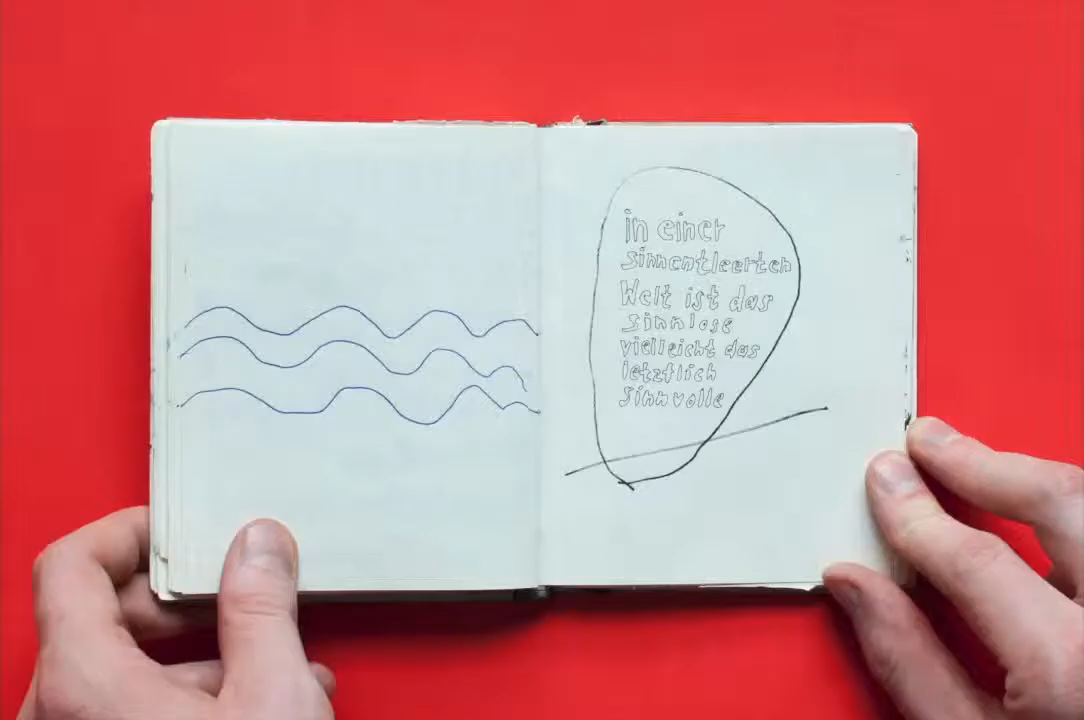 in einer
sinnentleerten
Welt ist das
sinnlose
vielleicht das
letztlich
sinnvolle